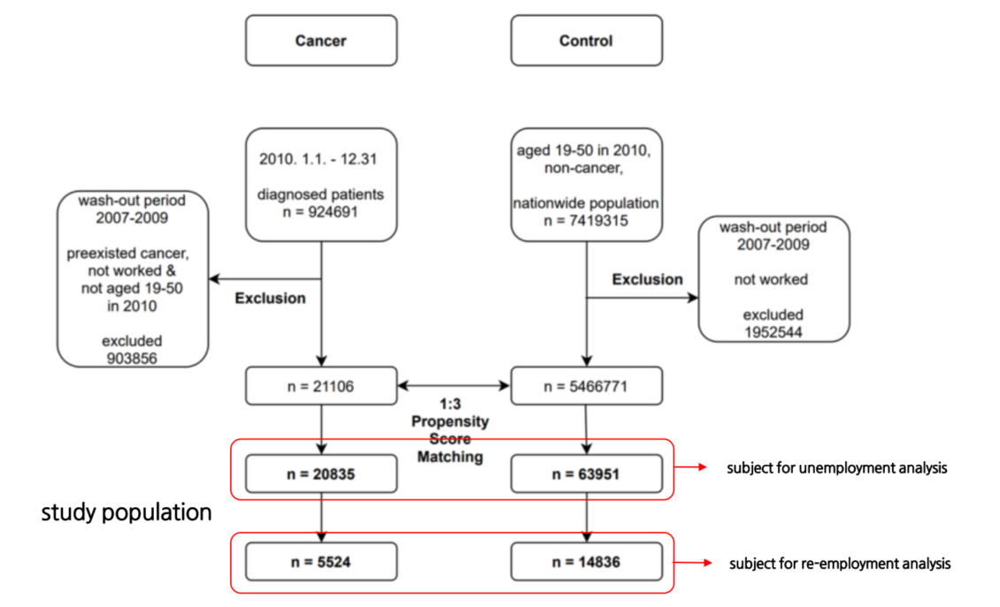 Cancer
Control
2010. 1.1. - 12.31
diagnosed patients
n = 924691
aged 19-50 in 2010,
non-cancer,
nationwide population
n = 7419315
wash-out period
2007-2009
preexisted cancer,
not worked &
not aged 19-50
in 2010
excluded
903856
Exclusion
Exclusion
wash-out period
2007-2009
not worked
excluded
1952544
n = 21106
n = 5466771
1:3
Propensity
Score
Matching
n = 20835
n = 63951
subject for unemployment analysis
study population
n = 5524
n = 14836
subject for re-employment analysis